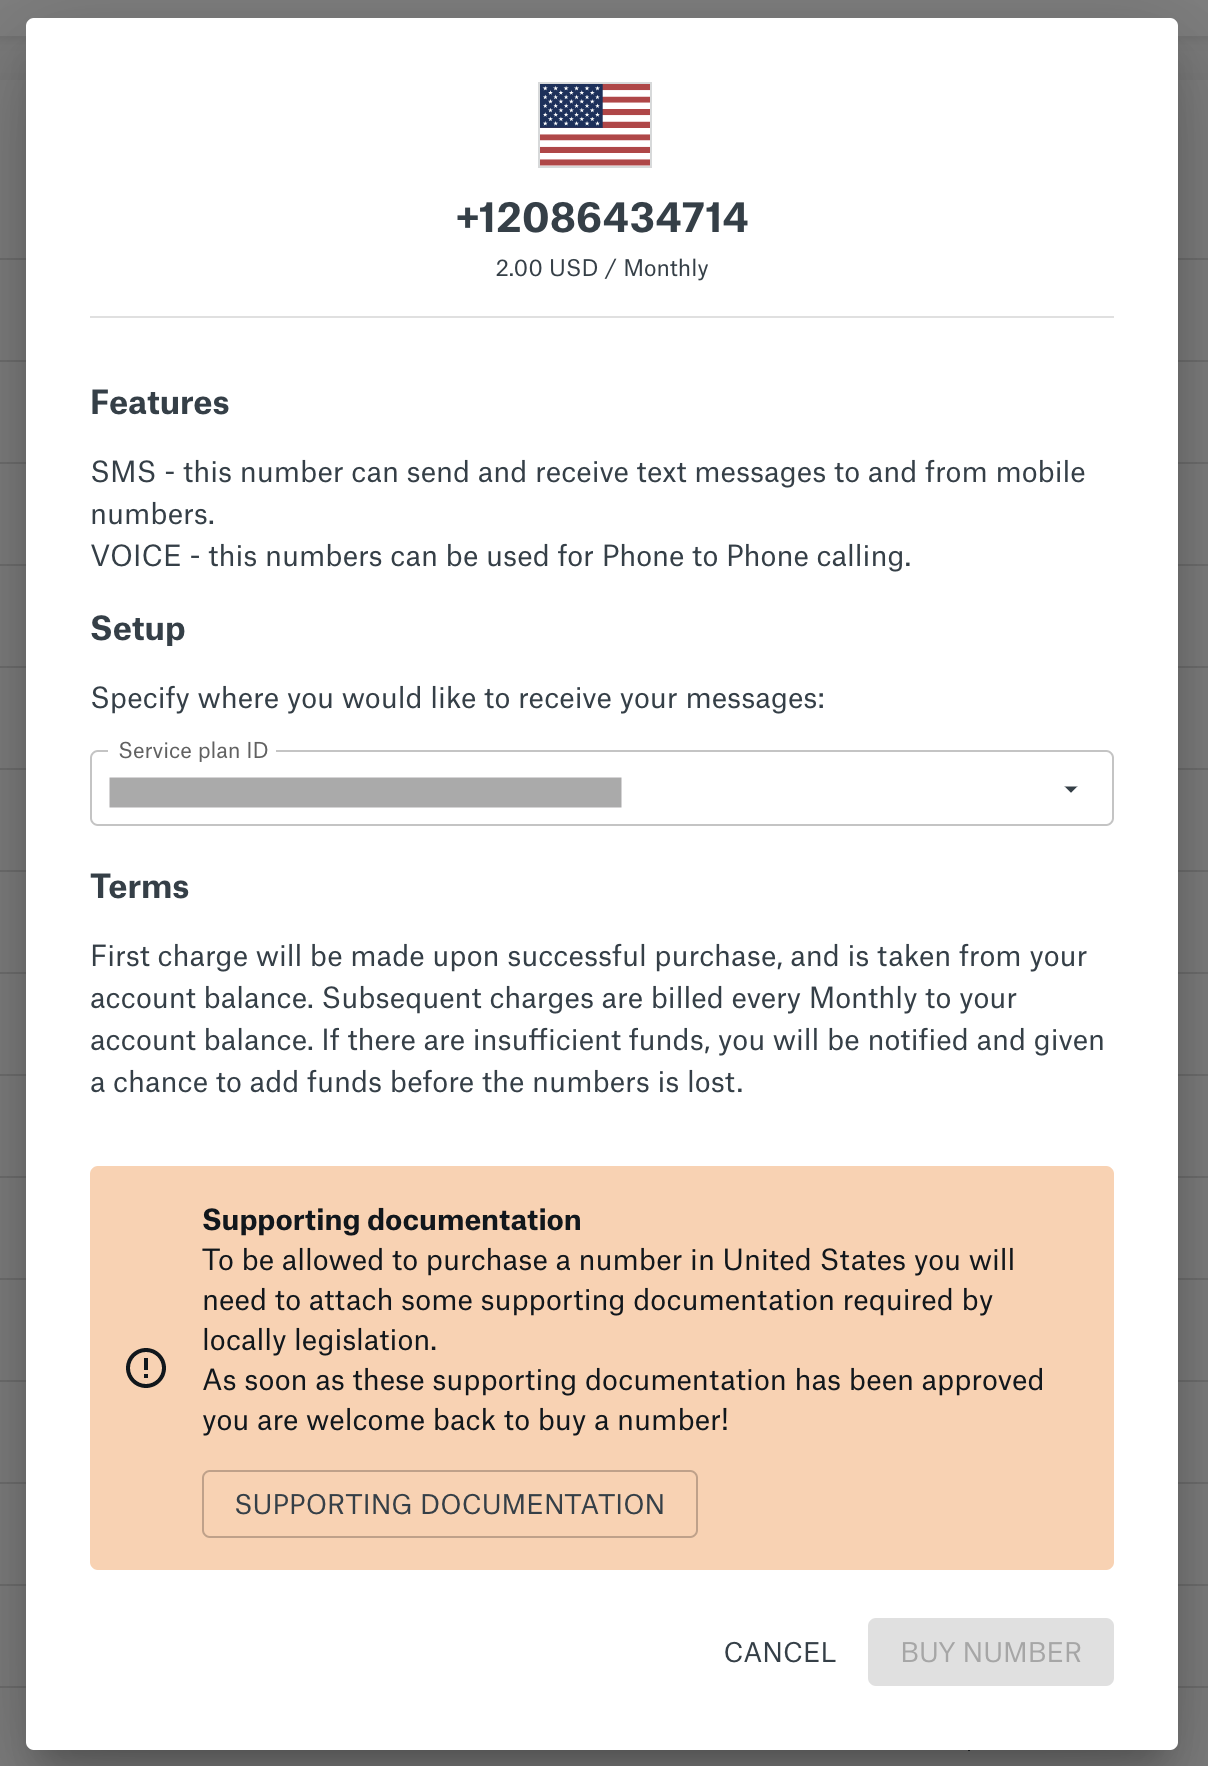 +12086434714
2.00 USD / Monthly
Features
SMS - this number can send and receive text messages to and from mobile
numbers.
VOICE - this numbers can be used for Phone to Phone calling.
Setup
Specify where you would like to receive your messages:
Service plan ID
Terms
First charge will be made upon successful purchase, and is taken from your
account balance. Subsequent charges are billed every Monthly to your
account balance. If there are insufficient funds, you will be notified and given
a chance to add funds before the numbers is lost.
Supporting documentation
To be allowed to purchase a number in United States you will
need to attach some supporting documentation required by
locally legislation.
As soon as these supporting documentation has been approved
you are welcome back to buy a number!
SUPPORTING DOCUMENTATION
CANCEL
BUY NUMBER